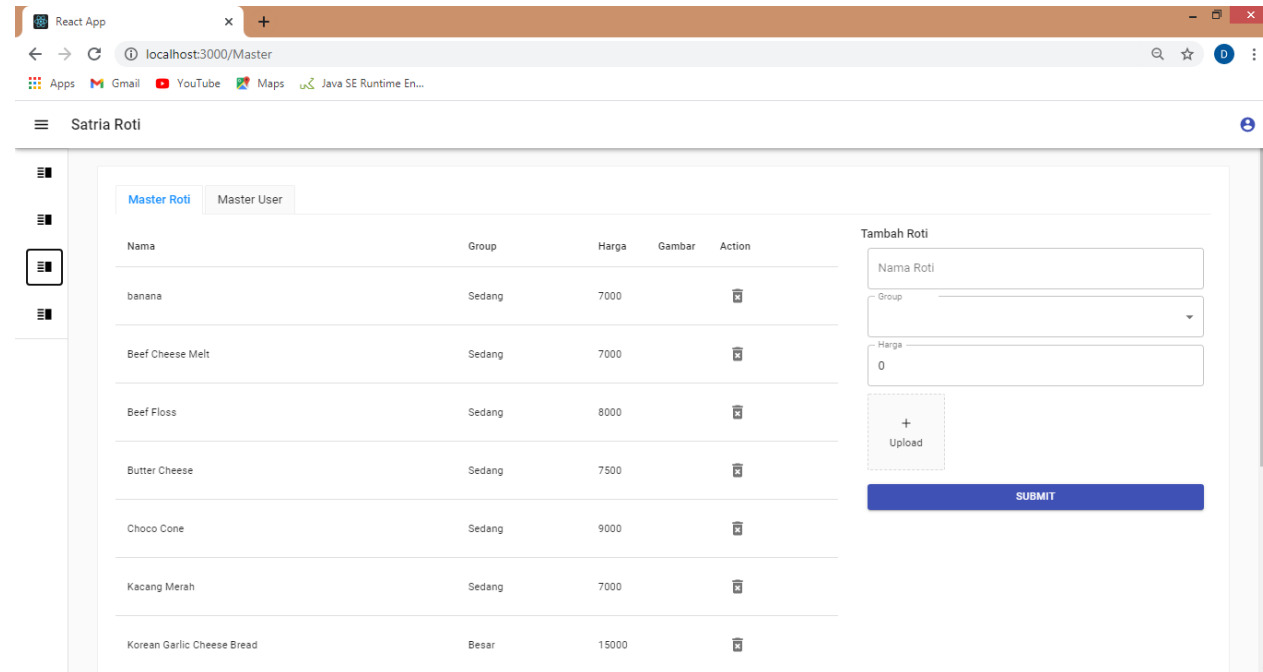 React App
localhost:3000/Master
D
Apps Gmail YouTube Maps Java SE Runtime En...
Satria Roti
Master Roti Master User
Nama Group Harga Gambar Action
banana Sedang 7000
Beef Cheese Melt Sedang 7000
Beef Floss Sedang 8000
Butter Cheese Sedang 7500
Choco Cone Sedang 9000
Kacang Merah Sedang 7000
Korean Garlic Cheese Bread Besar 15000
Tambah Roti
Nama Roti
Group
Harga
0
+
Upload
SUBMIT